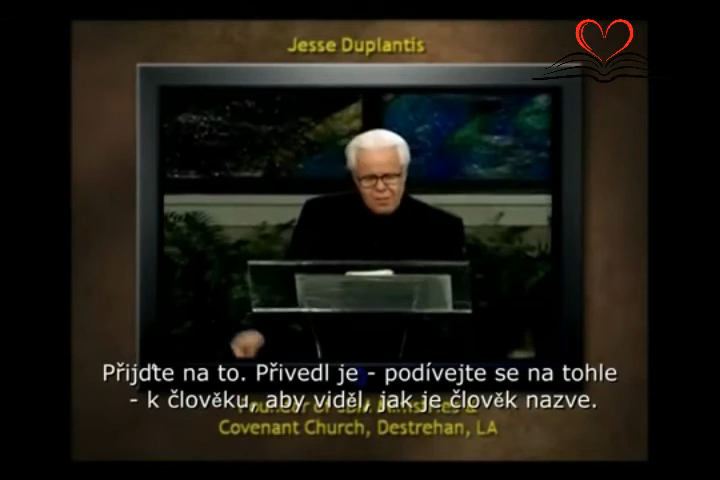 Jesse Duplantis
Přijďte na to. Přivedl je - podívejte se na tohle
- k člověku, aby viděl, jak je člověk nazve.
Covenant Church, Destrehan, LA